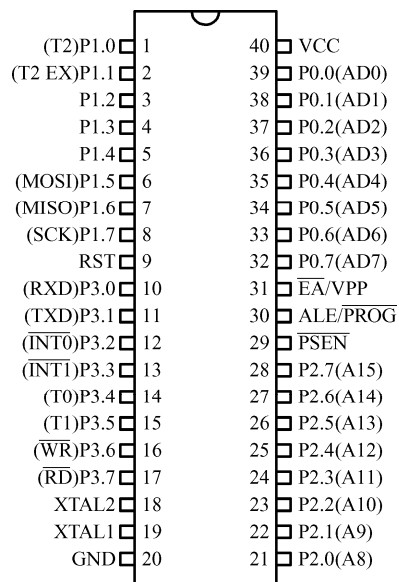 (T2)P1.0 1 40 VCC
(T2 EX)P1.1 2 39 P0.0(AD0)
P1.2 3 38 P0.1(AD1)
P1.3 4 37 P0.2(AD2)
P1.4 5 36 P0.3(AD3)
(MOSI)P1.5 6 35 P0.4(AD4)
(MISO)P1.6 7 34 P0.5(AD5)
(SCK)P1.7 8 33 P0.6(AD6)
RST 9 32 P0.7(AD7)
(RXD)P3.0 10 31 E̅A̅/VPP
(TXD)P3.1 11 30 ALE/P̅R̅O̅G̅
(I̅N̅T̅0̅)P3.2 12 29 P̅S̅E̅N̅
(I̅N̅T̅1̅)P3.3 13 28 P2.7(A15)
(T0)P3.4 14 27 P2.6(A14)
(T1)P3.5 15 26 P2.5(A13)
(W̅R̅)P3.6 16 25 P2.4(A12)
(R̅D̅)P3.7 17 24 P2.3(A11)
XTAL2 18 23 P2.2(A10)
XTAL1 19 22 P2.1(A9)
GND 20 21 P2.0(A8)